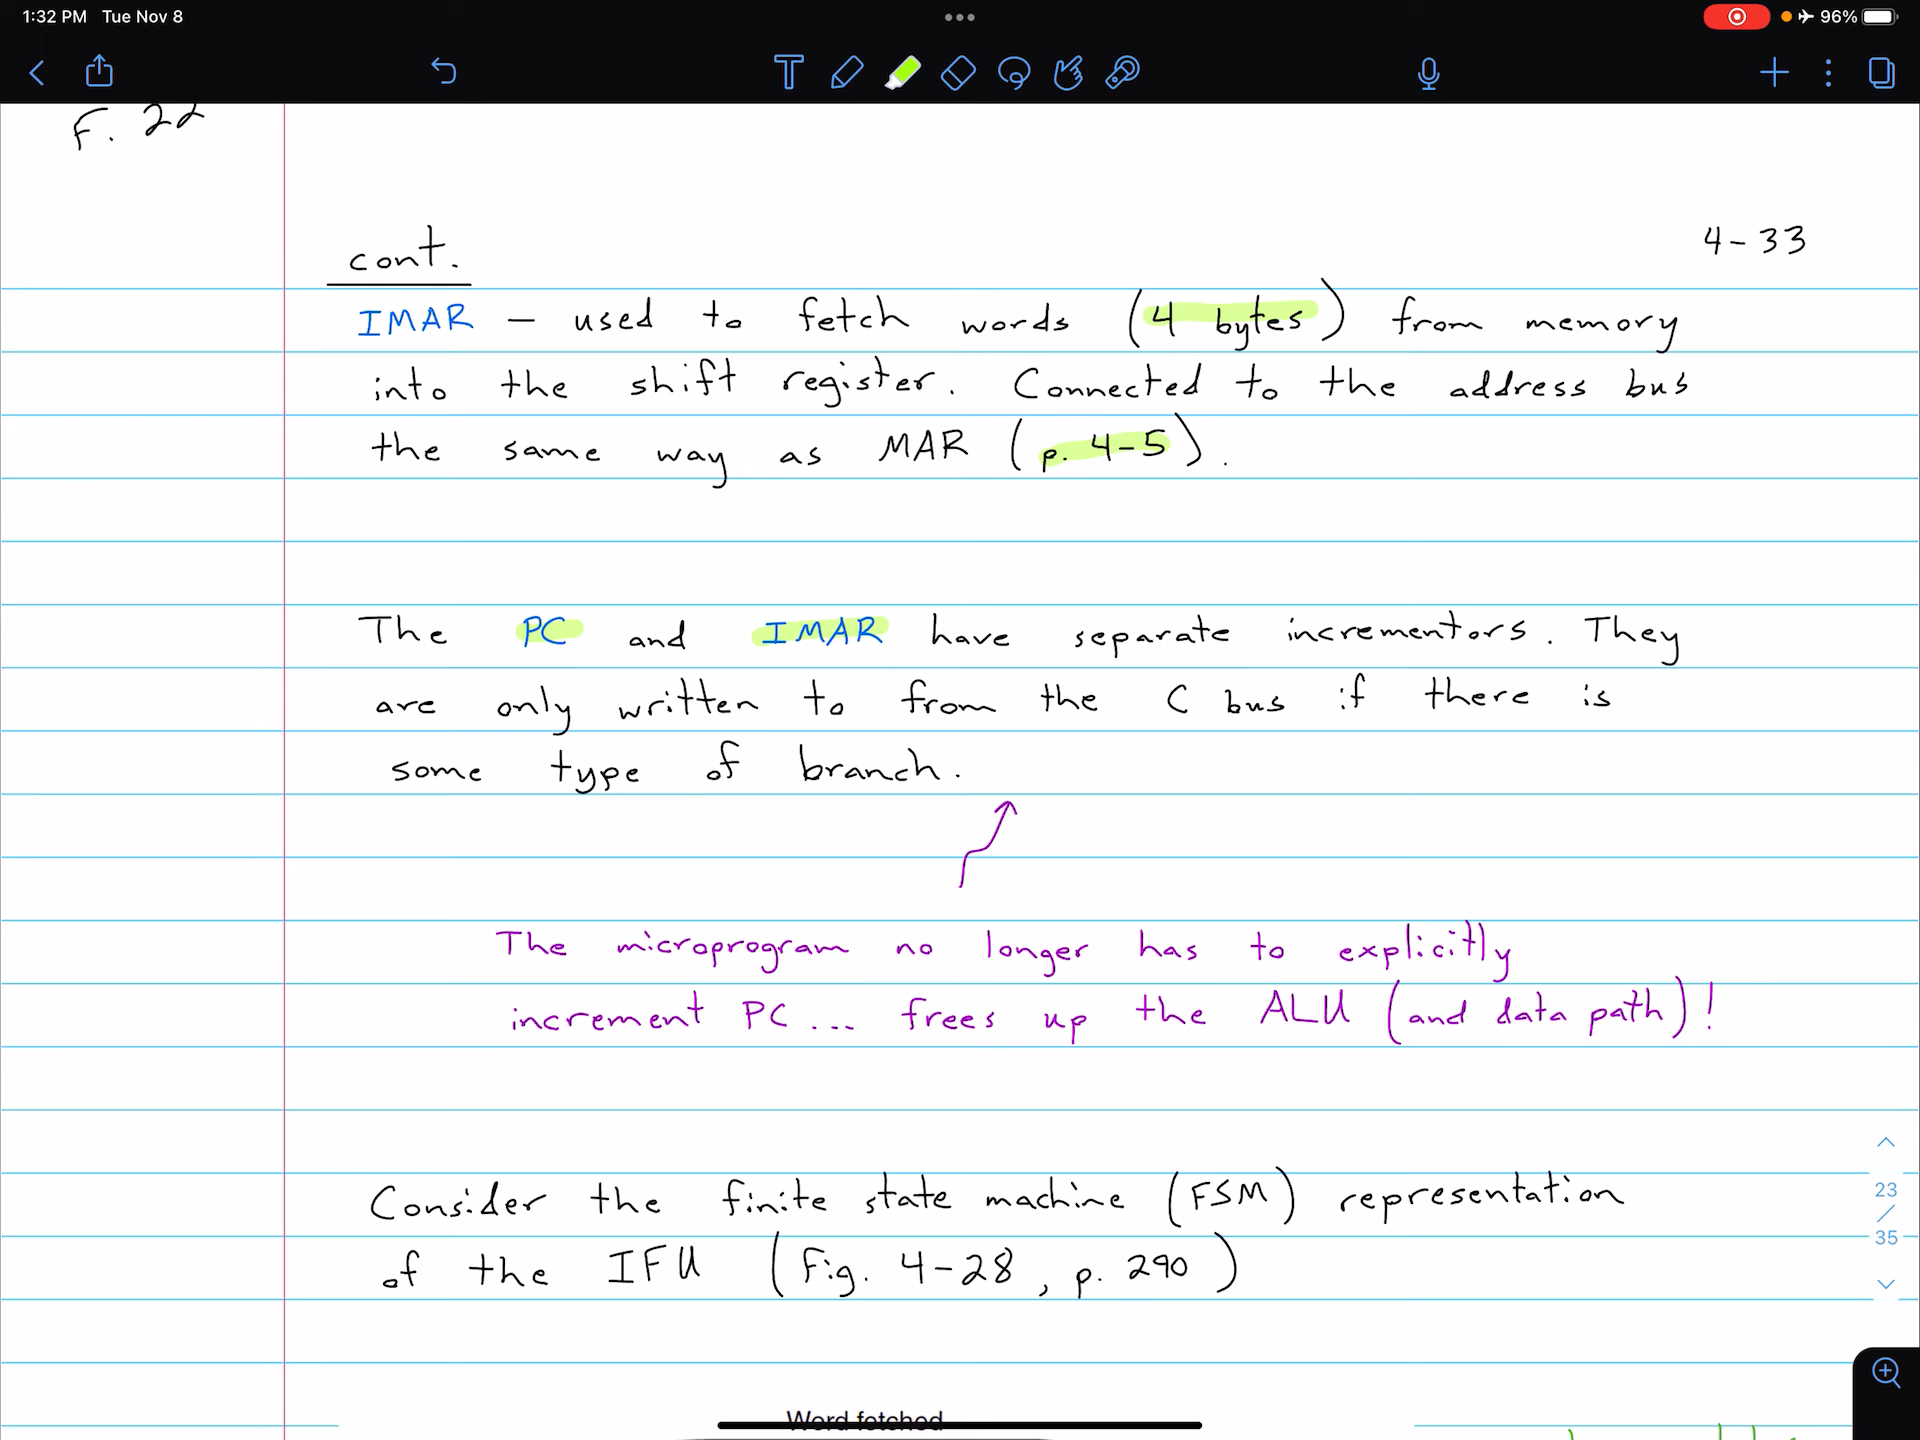 1:32 PM Tue Nov 8
96%
F. 22
4-33
cont.
IMAR – used to fetch words (4 bytes) from memory
into the shift register. Connected to the address bus
the same way as MAR (p. 4-5).
The PC and IMAR have separate incrementors. They
are only written to from the C bus if there is
some type of branch.
The microprogram no longer has to explicitly
increment PC... frees up the ALU (and data path)!
Consider the finite state machine (FSM) representation
of the IFU (Fig. 4-28, p. 290)
23
/
35
Word fetched